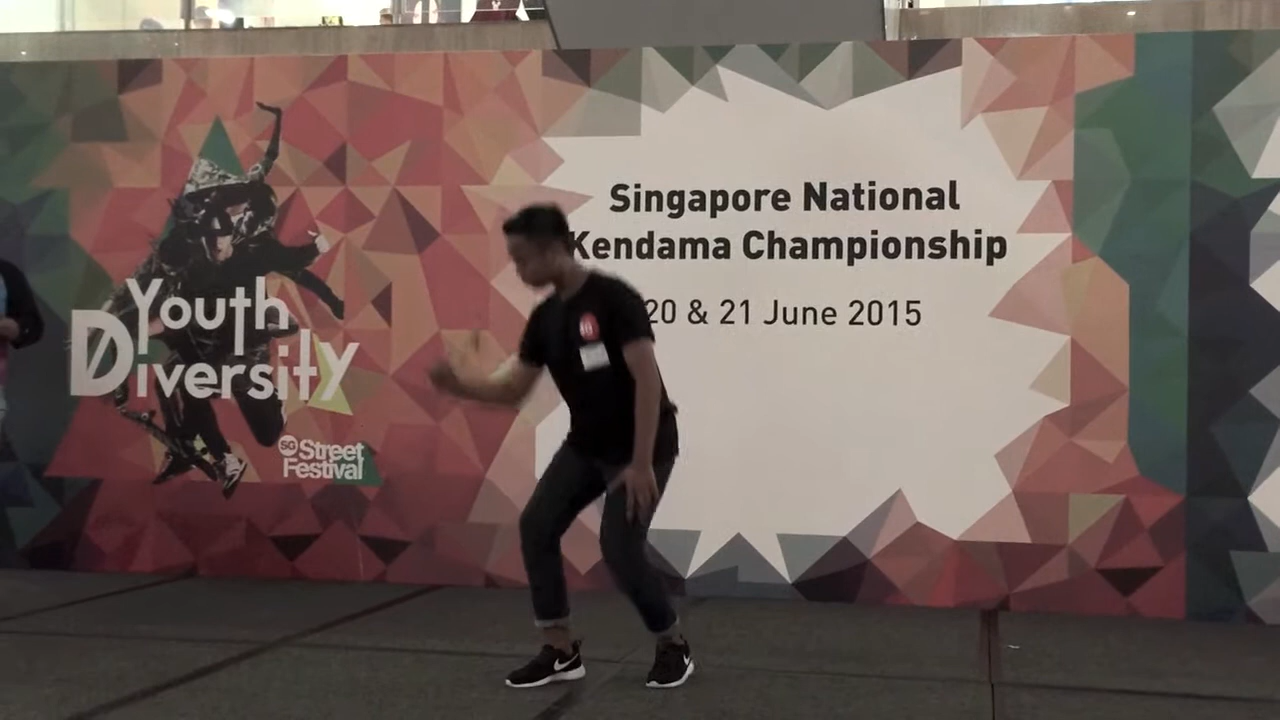 Youth
Diversity
SG Street
Festival
Singapore National
Kendama Championship
20 & 21 June 2015